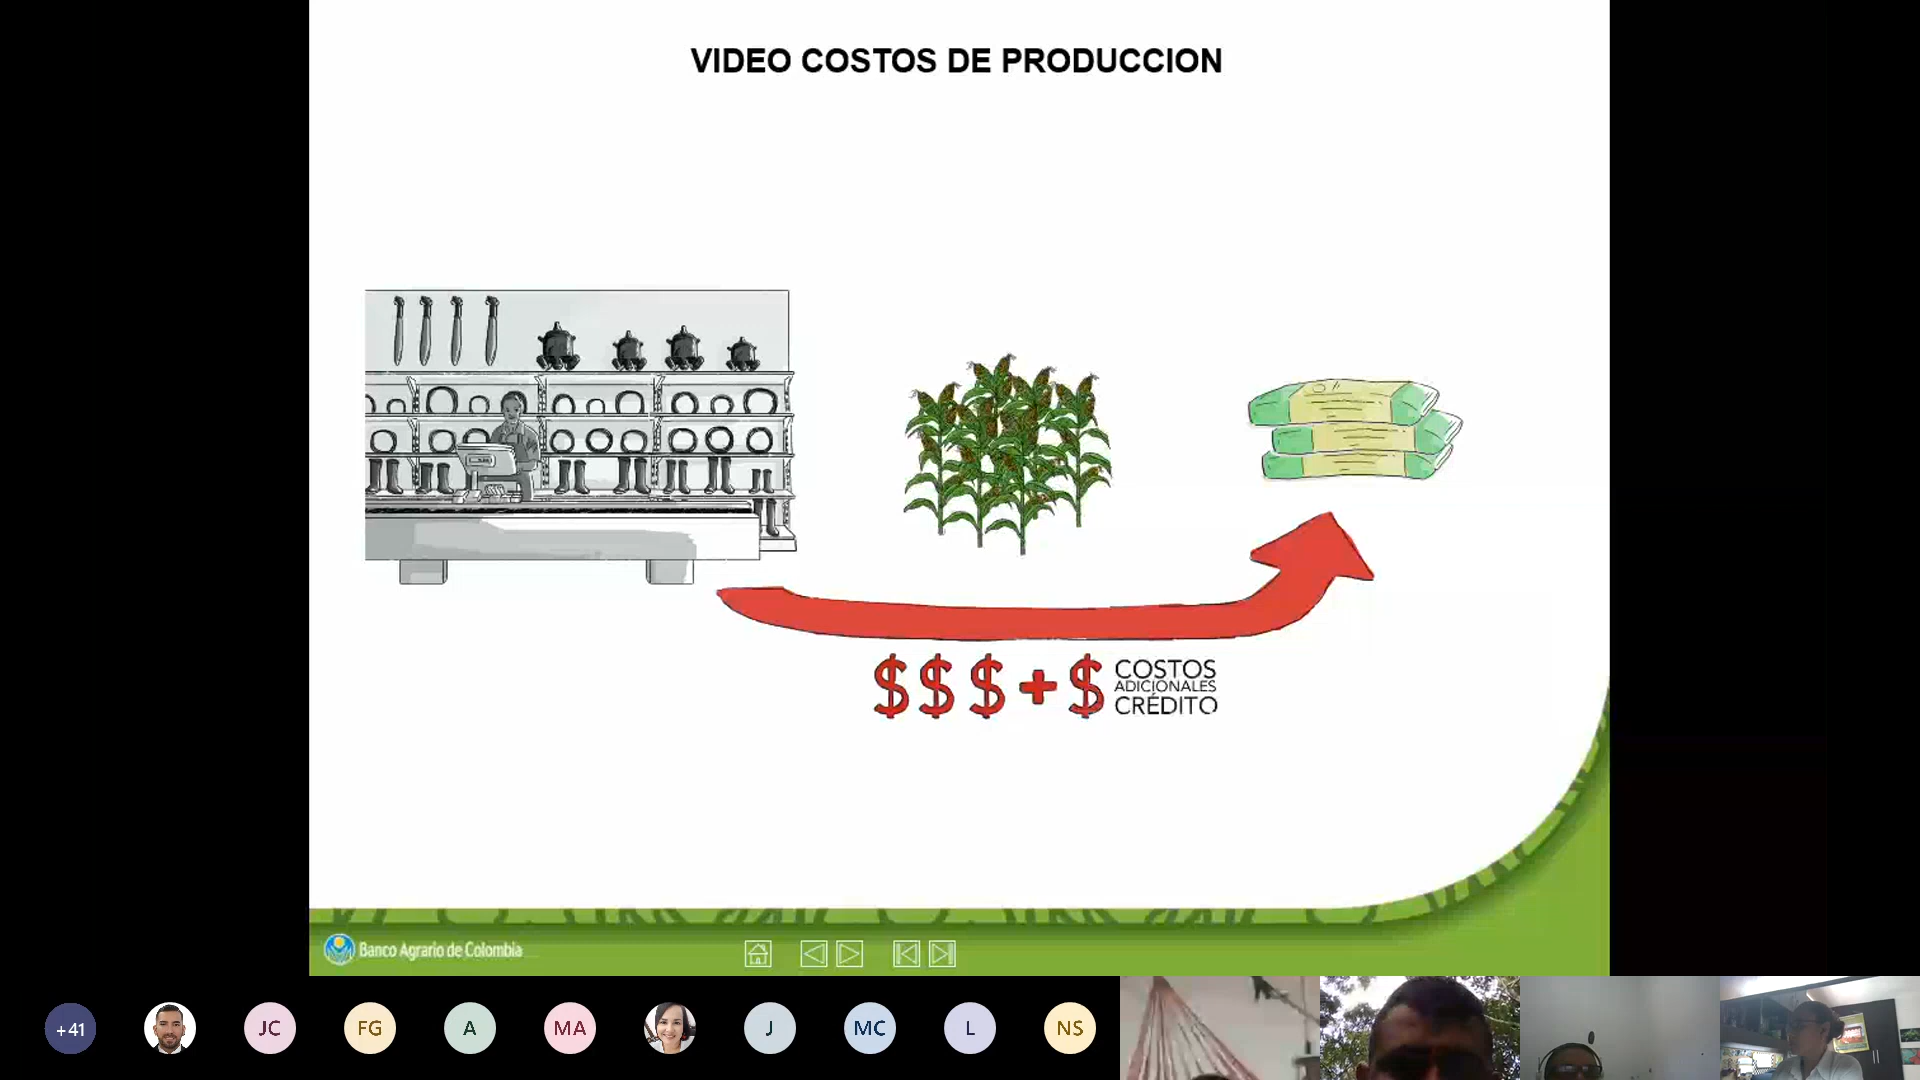 VIDEO COSTOS DE PRODUCCION
$ $ $ + $ COSTOS
ADICIONALES
CRÉDITO
Banco Agrario de Colombia
+41
JC
FG
A
MA
J
MC
L
NS